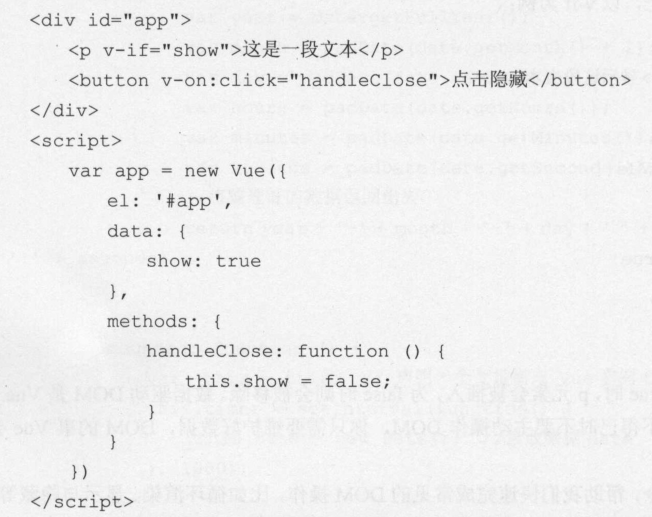 <div id="app">
<p v-if="show">这是一段文本</p>
<button v-on:click="handleClose">点击隐藏</button>
</div>
<script>
var app = new Vue({
el: '#app',
data: {
show: true
},
methods: {
handleClose: function () {
this.show = false;
}
}
})
</script>